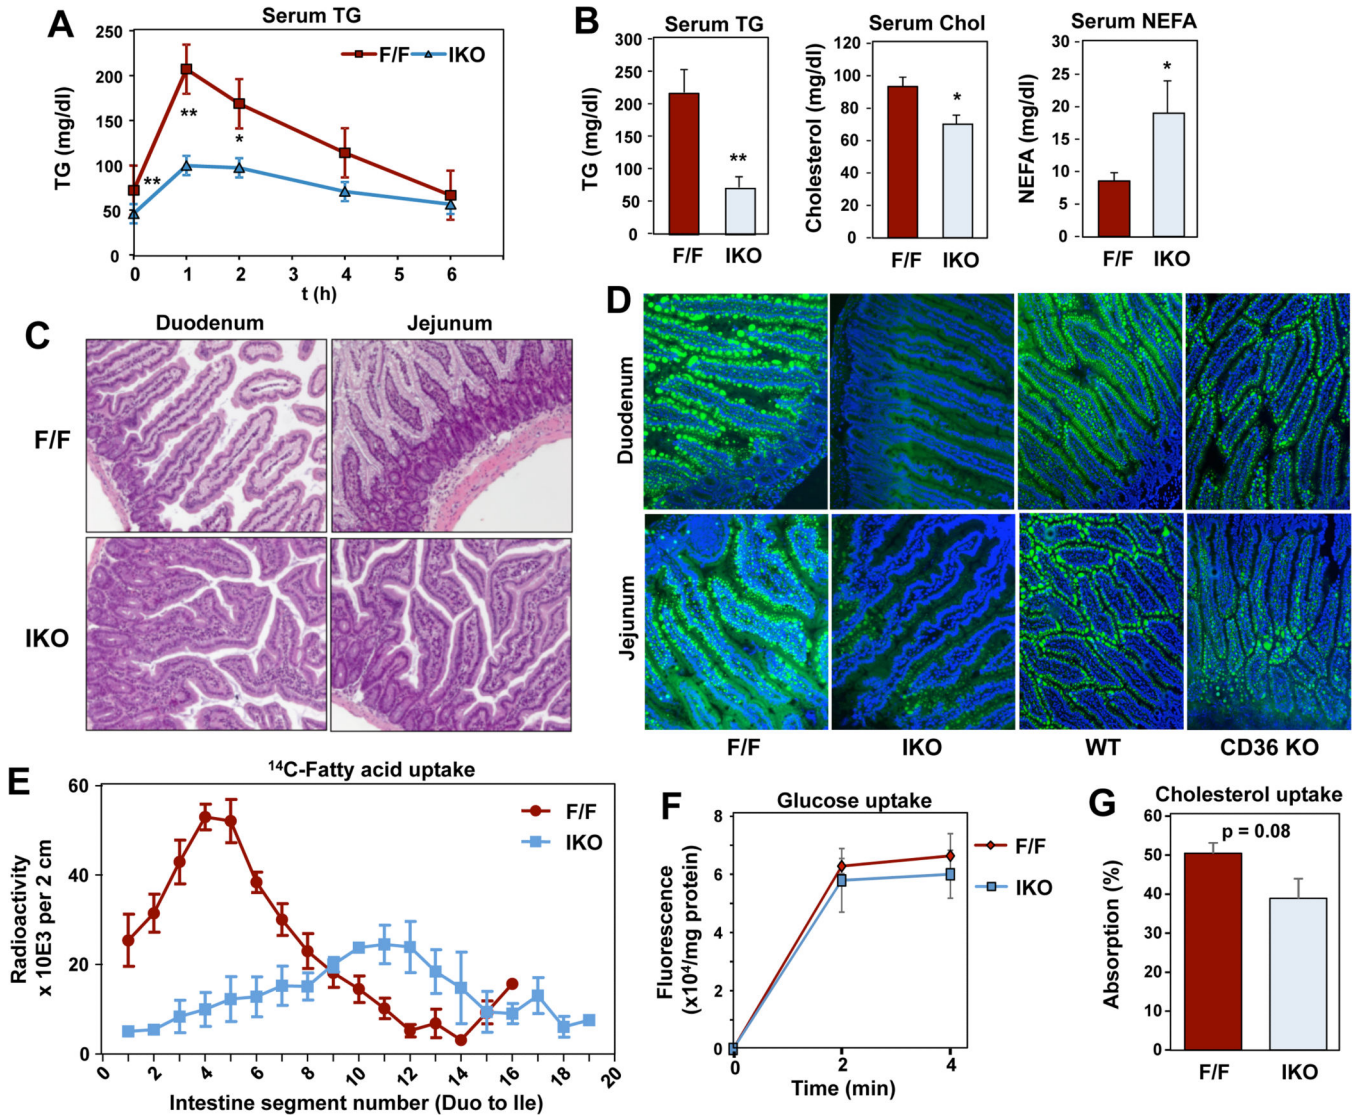 A
Serum TG
TG (mg/dl)
250
200
150
100
50
0
F/F
IKO
**
**
*
0 1 2 3 4 5 6
t (h)
B
Serum TG
TG (mg/dl)
300
250
200
150
100
50
0
**
F/F IKO
Serum Chol
Cholesterol (mg/dl)
120
100
80
60
40
20
0
*
F/F IKO
Serum NEFA
NEFA (mg/dl)
30
25
20
15
10
5
0
*
F/F IKO
C
Duodenum Jejunum
F/F
IKO
D
Duodenum
Jejunum
F/F IKO WT CD36 KO
E
¹⁴C-Fatty acid uptake
Radioactivity
x 10E3 per 2 cm
60
40
20
0
F/F
IKO
0 2 4 6 8 10 12 14 16 18 20
Intestine segment number (Duo to Ile)
F
Glucose uptake
Fluorescence
(x10⁴/mg protein)
8
6
4
2
0
F/F
IKO
0 2 4
Time (min)
G
Cholesterol uptake
Absorption (%)
60
50
40
30
20
10
0
p = 0.08
F/F IKO